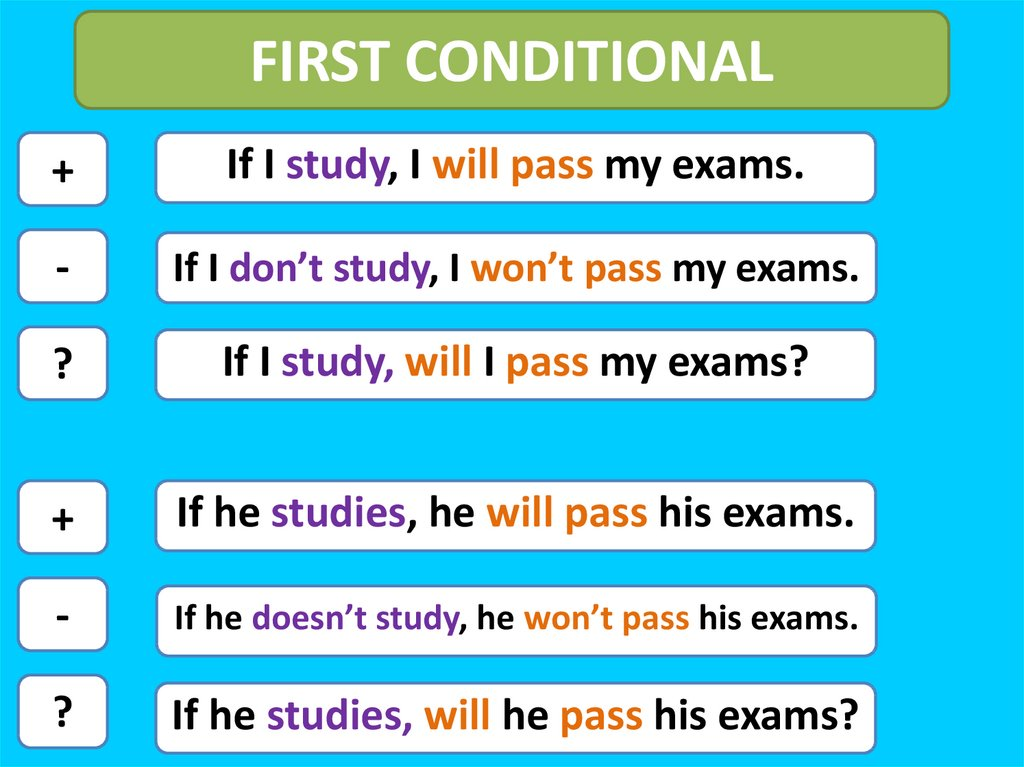 FIRST CONDITIONAL
+ If I study, I will pass my exams.
- If I don’t study, I won’t pass my exams.
? If I study, will I pass my exams?
+ If he studies, he will pass his exams.
- If he doesn’t study, he won’t pass his exams.
? If he studies, will he pass his exams?